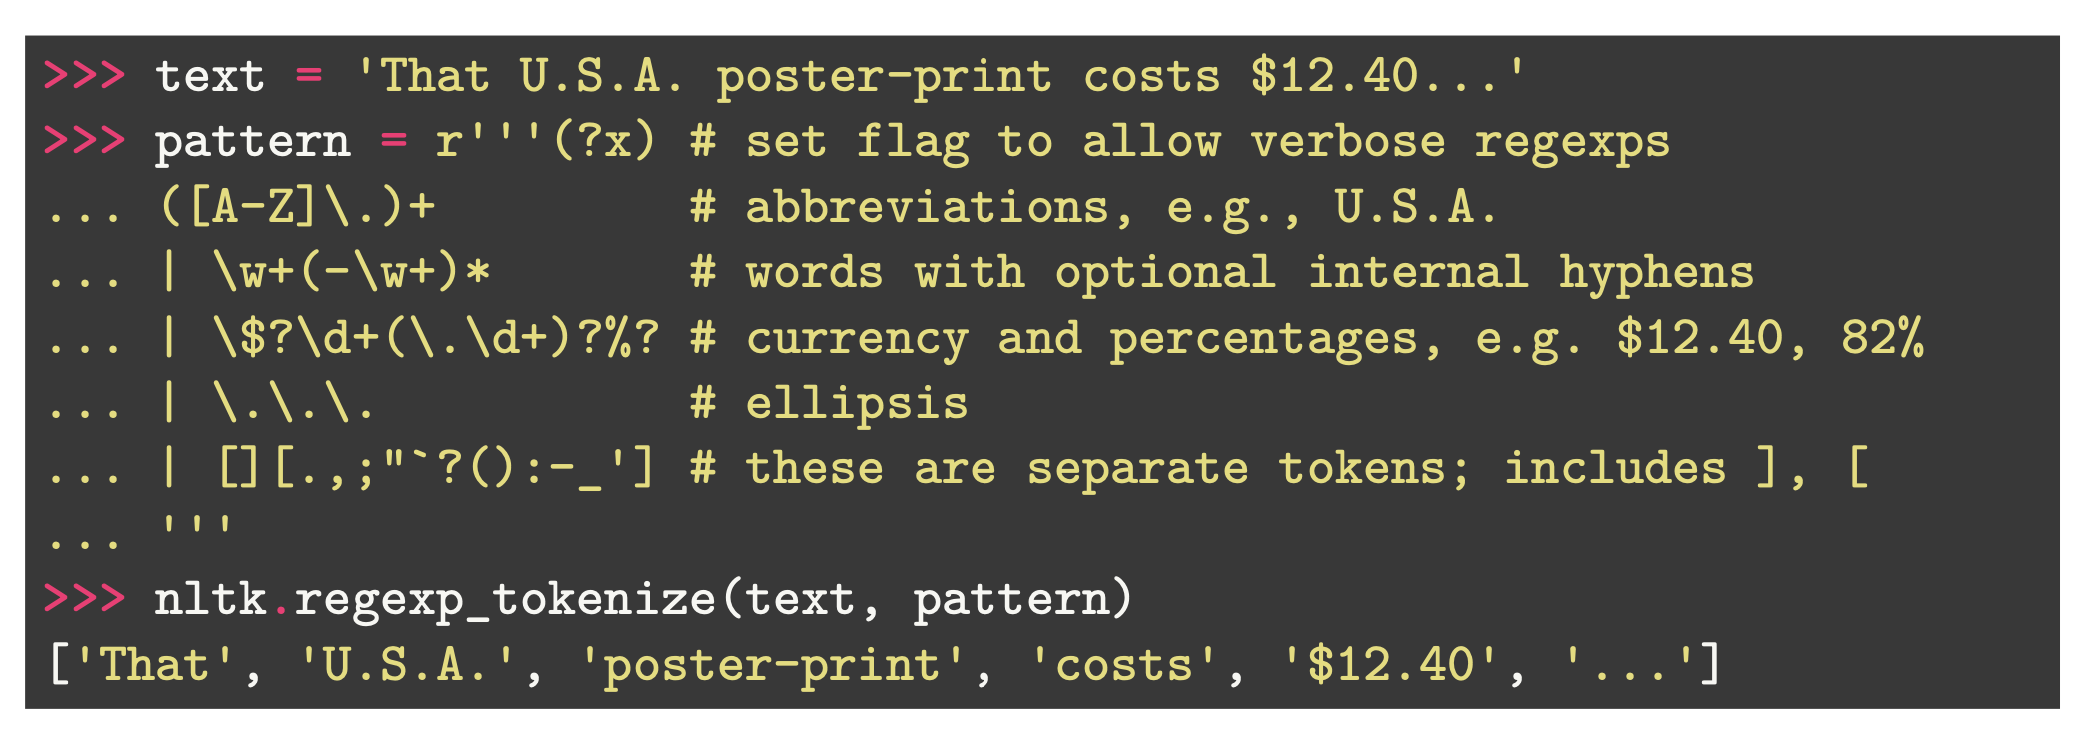 >>> text = 'That U.S.A. poster-print costs $12.40...'
>>> pattern = r'''(?x) # set flag to allow verbose regexps
... ([A-Z]\.)+         # abbreviations, e.g., U.S.A.
... | \w+(-\w+)*       # words with optional internal hyphens
... | \$?\d+(\.\d+)?%? # currency and percentages, e.g. $12.40, 82%
... | \.\.\.           # ellipsis
... | [][.,;"`?():-_'] # these are separate tokens; includes ], [
... '''
>>> nltk.regexp_tokenize(text, pattern)
['That', 'U.S.A.', 'poster-print', 'costs', '$12.40', '...']